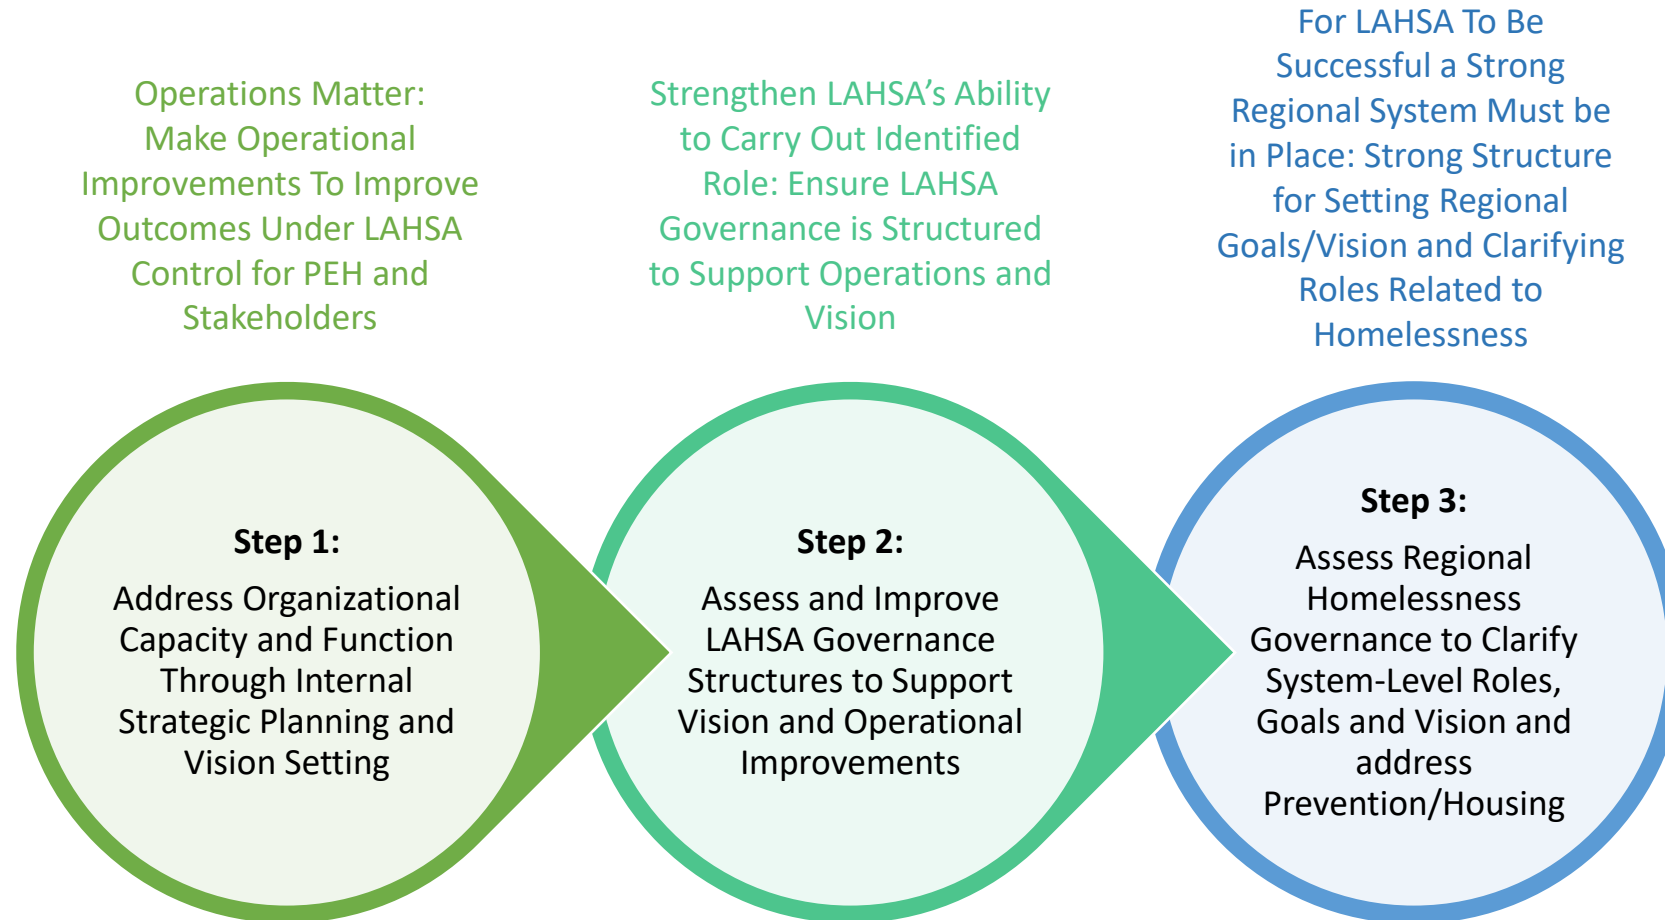 Operations Matter:
Make Operational
Improvements To Improve
Outcomes Under LAHSA
Control for PEH and
Stakeholders
Strengthen LAHSA’s Ability
to Carry Out Identified
Role: Ensure LAHSA
Governance is Structured
to Support Operations and
Vision
For LAHSA To Be
Successful a Strong
Regional System Must be
in Place: Strong Structure
for Setting Regional
Goals/Vision and Clarifying
Roles Related to
Homelessness
Step 1:
Address Organizational
Capacity and Function
Through Internal
Strategic Planning and
Vision Setting
Step 2:
Assess and Improve
LAHSA Governance
Structures to Support
Vision and Operational
Improvements
Step 3:
Assess Regional
Homelessness
Governance to Clarify
System-Level Roles,
Goals and Vision and
address
Prevention/Housing